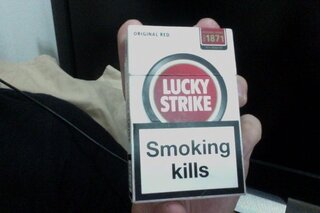 ORIGINAL RED
1871
LUCKY
STRIKE
Smoking
kills